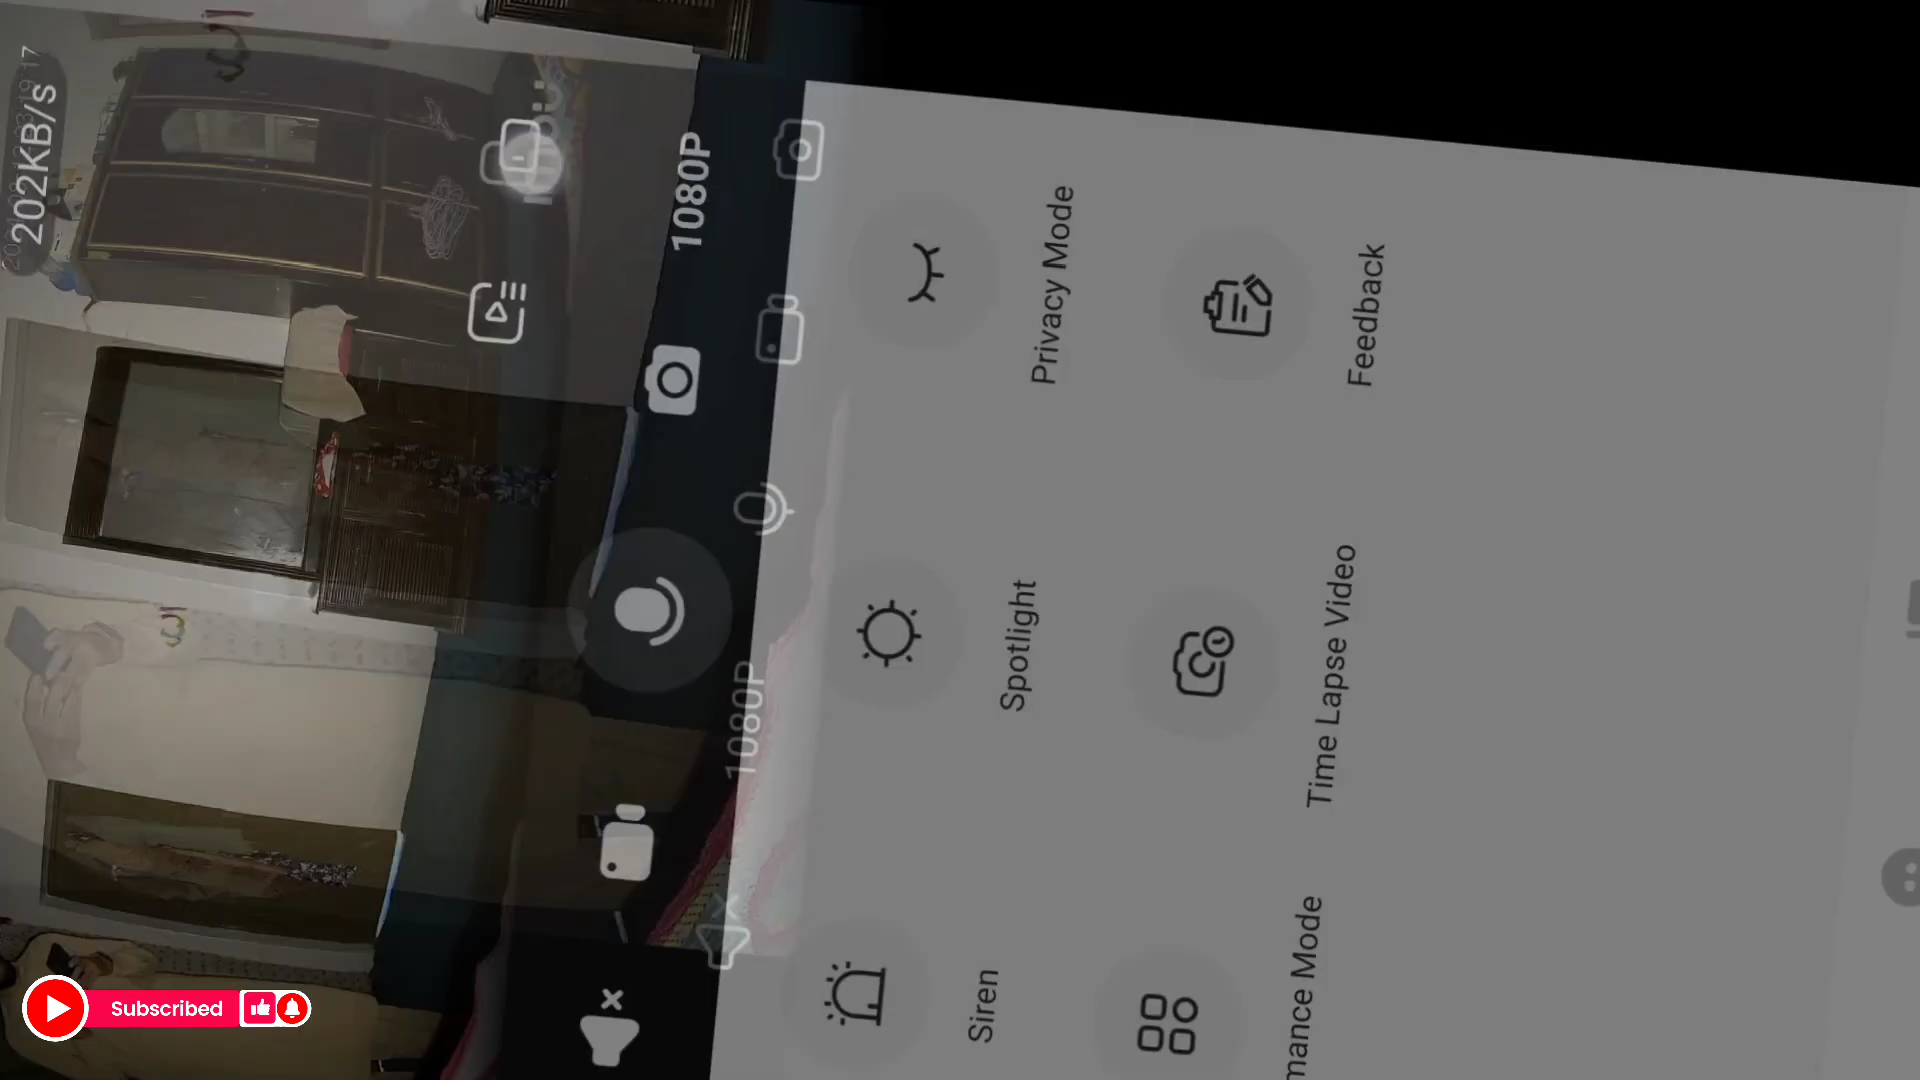 202KB/s
1080P
1080P
Privacy Mode
Feedback
Spotlight
Time Lapse Video
Siren
mance Mode
Subscribed